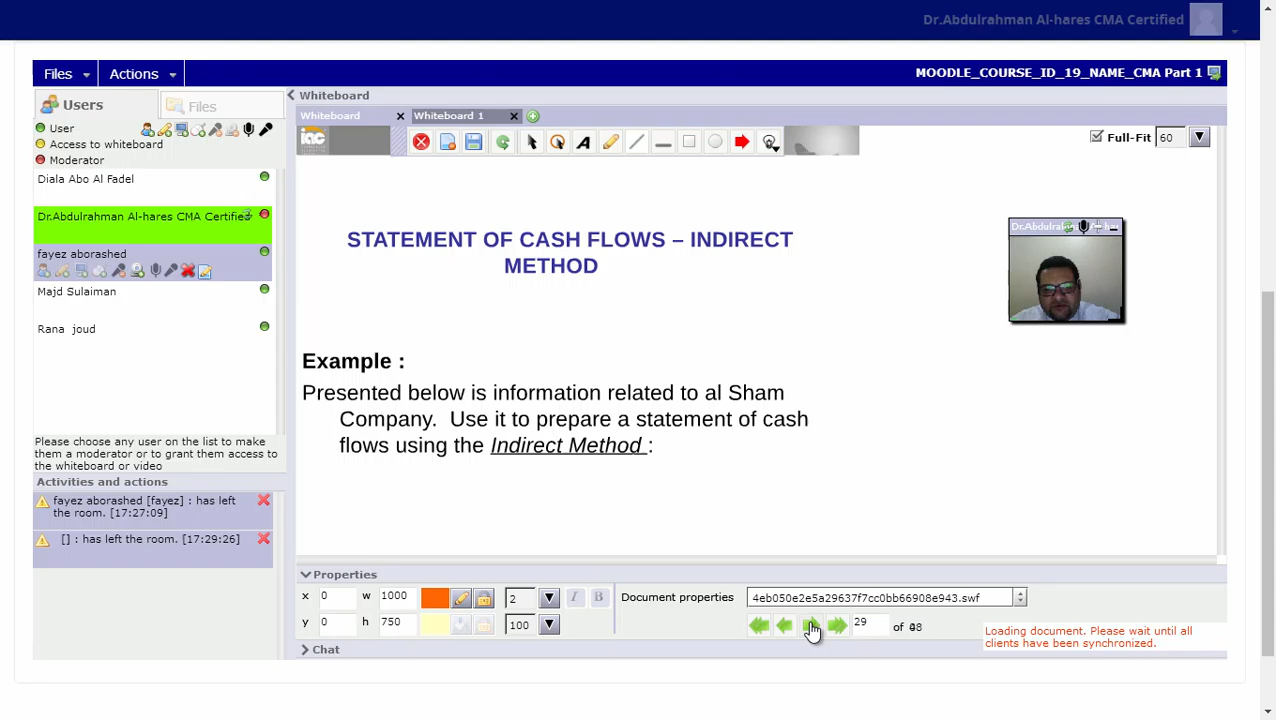 Dr.Abdulrahman Al-hares CMA Certified
Files
Actions
MOODLE_COURSE_ID_19_NAME_CMA Part 1
Users
Files
User
Access to whiteboard
Moderator
Diala Abo Al Fadel
Dr.Abdulrahman Al-hares CMA Certified
fayez aborashed
Majd Sulaiman
Rana joud
Please choose any user on the list to make
them a moderator or to grant them access to
the whiteboard or video
Activities and actions
fayez aborashed [fayez] : has left
the room. [17:27:09]
[] : has left the room. [17:29:26]
Whiteboard
Whiteboard
Whiteboard 1
Full-Fit
60
STATEMENT OF CASH FLOWS – INDIRECT
METHOD
Example :
Presented below is information related to al Sham
Company. Use it to prepare a statement of cash
flows using the Indirect Method :
Properties
x 0 w 1000
2
I B
Document properties
4eb050e2e5a29637f7cc0bb66908e943.swf
y 0 h 750
100
29 of
Loading document. Please wait until all
clients have been synchronized.
Chat